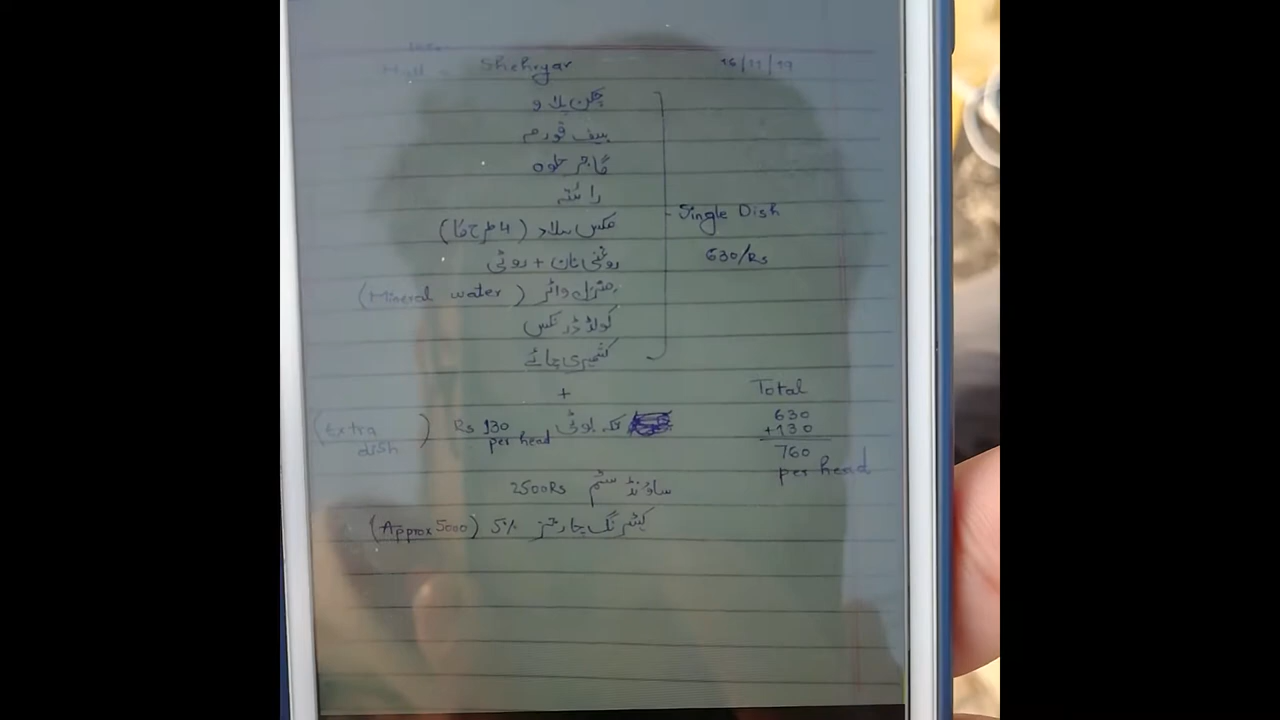 Shehryar 16/11/19
چکن پلاو
بیف قورمہ
گاجر حلوہ
رائتہ
مکس سلاد (4 طرح کا)
Single Dish
روغنی نان + روٹی
630/Rs
منرل واٹر (Mineral water)
کولڈ ڈرنکس
کشمیری چائے
+
تکہ بوٹی Rs 130 per head (Extra dish)
Total
630
+130
760
per head
ساؤنڈ سسٹم 2500Rs
کیٹرنگ چارجز 5% (Approx 5000)